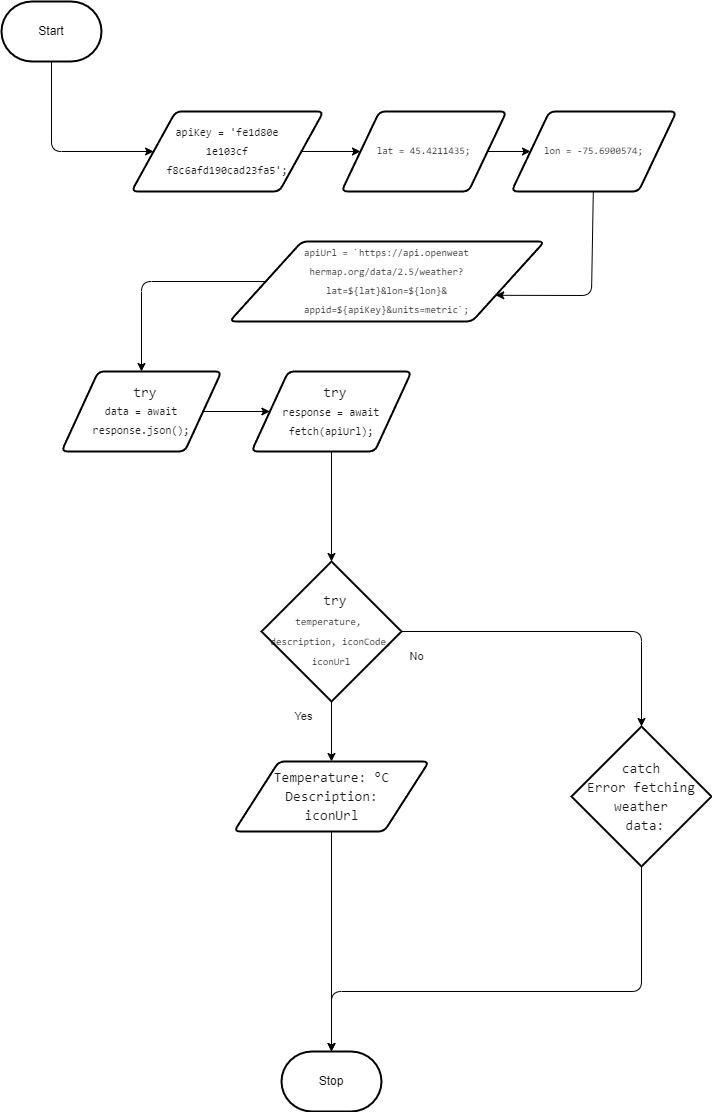 Start
apiKey = 'fe1d80e
1e103cf
f8c6afd190cad23fa5';
lat = 45.4211435;
lon = -75.6900574;
apiUrl = `https://api.openweat
hermap.org/data/2.5/weather?
lat=${lat}&lon=${lon}&
appid=${apiKey}&units=metric`;
try
data = await
response.json();
try
response = await
fetch(apiUrl);
try
temperature,
description, iconCode,
iconUrl
No
Yes
Temperature: °C
Description:
iconUrl
catch
Error fetching
weather
data:
Stop